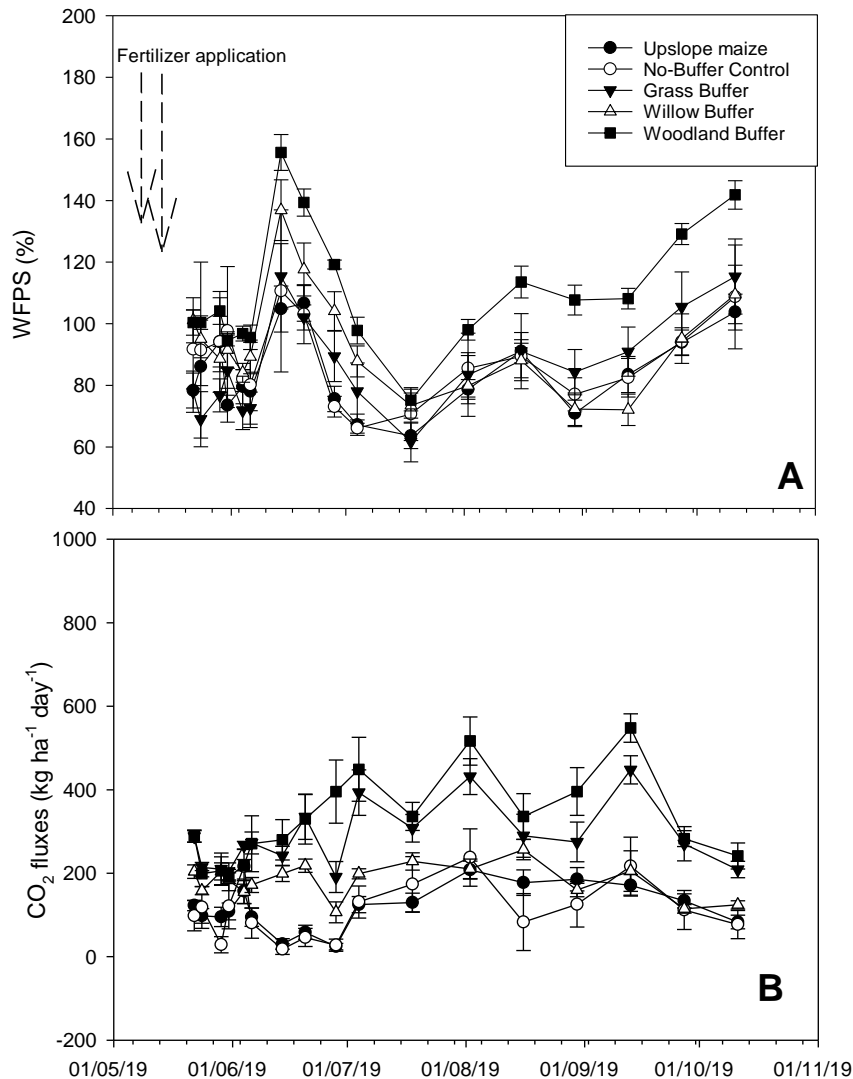 200
180
160
140
120
100
80
60
40
WFPS (%)
Fertilizer application
Upslope maize
No-Buffer Control
Grass Buffer
Willow Buffer
Woodland Buffer
A
1000
800
600
400
200
0
-200
CO₂ fluxes (kg ha⁻¹ day⁻¹)
B
01/05/19 01/06/19 01/07/19 01/08/19 01/09/19 01/10/19 01/11/19